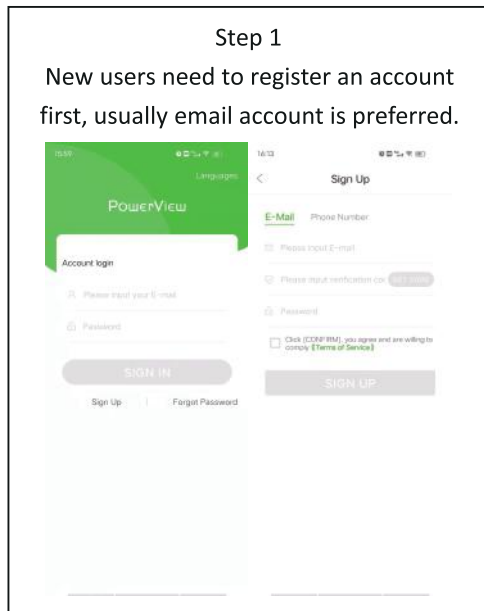 Step 1
New users need to register an account
first, usually email account is preferred.
15:59
Languages
PowerView
Account login
Please input your E-mail
Password
SIGN IN
Sign Up | Forgot Password
16:13
< Sign Up
E-Mail Phone Number
Please input E-mail
Please input verification
Password
Click [CONFIRM], you agree and are willing to
comply 《Terms of Service》
SIGN UP